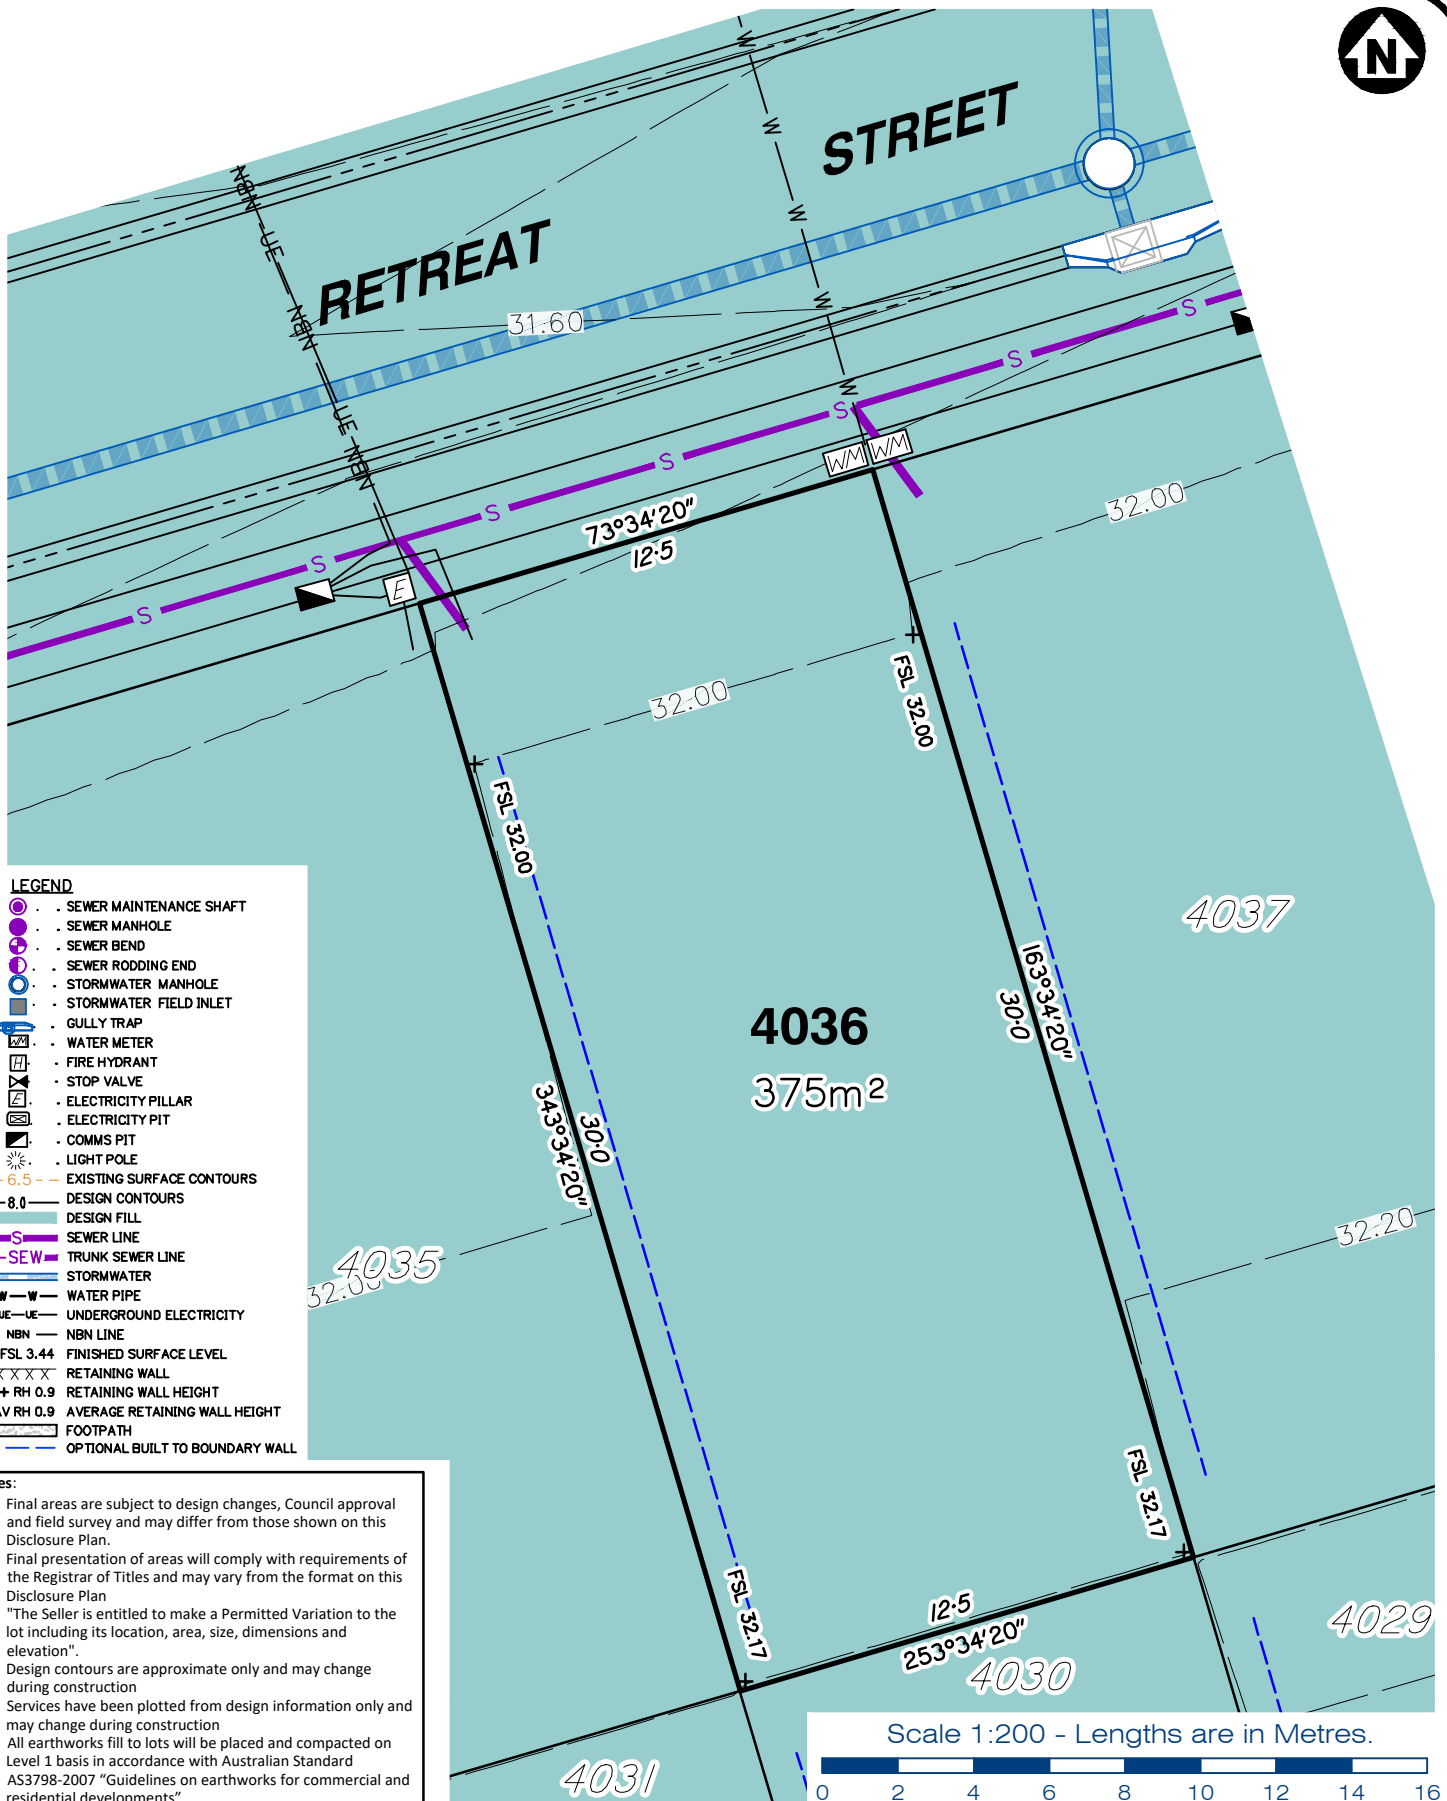 N
STREET
RETREAT
31.60
W
W
W
W
W
NBN
UE
NBN
UE
NBN
S
S
S
S
S
S
WM
WM
E
73°34'20"
12·5
32.00
32.00
FSL 32.00
FSL 32.00
4037
163°34'20"
30·0
4036
375m²
343°34'20"
30·0
4035
32.00
32.20
FSL 32.17
FSL 32.17
12·5
253°34'20"
4030
4029
4031
LEGEND
SEWER MAINTENANCE SHAFT
SEWER MANHOLE
SEWER BEND
SEWER RODDING END
STORMWATER MANHOLE
STORMWATER FIELD INLET
GULLY TRAP
WM WATER METER
H FIRE HYDRANT
STOP VALVE
E ELECTRICITY PILLAR
ELECTRICITY PIT
COMMS PIT
LIGHT POLE
6.5 EXISTING SURFACE CONTOURS
8.0 DESIGN CONTOURS
DESIGN FILL
S SEWER LINE
SEW TRUNK SEWER LINE
STORMWATER
W W WATER PIPE
UE UE UNDERGROUND ELECTRICITY
NBN NBN LINE
FSL 3.44 FINISHED SURFACE LEVEL
X X X X RETAINING WALL
+ RH 0.9 RETAINING WALL HEIGHT
AV RH 0.9 AVERAGE RETAINING WALL HEIGHT
FOOTPATH
OPTIONAL BUILT TO BOUNDARY WALL
es:
Final areas are subject to design changes, Council approval
and field survey and may differ from those shown on this
Disclosure Plan.
Final presentation of areas will comply with requirements of
the Registrar of Titles and may vary from the format on this
Disclosure Plan
"The Seller is entitled to make a Permitted Variation to the
lot including its location, area, size, dimensions and
elevation".
Design contours are approximate only and may change
during construction
Services have been plotted from design information only and
may change during construction
All earthworks fill to lots will be placed and compacted on
Level 1 basis in accordance with Australian Standard
AS3798-2007 “Guidelines on earthworks for commercial and
residential developments”
Scale 1:200 - Lengths are in Metres.
0 2 4 6 8 10 12 14 16